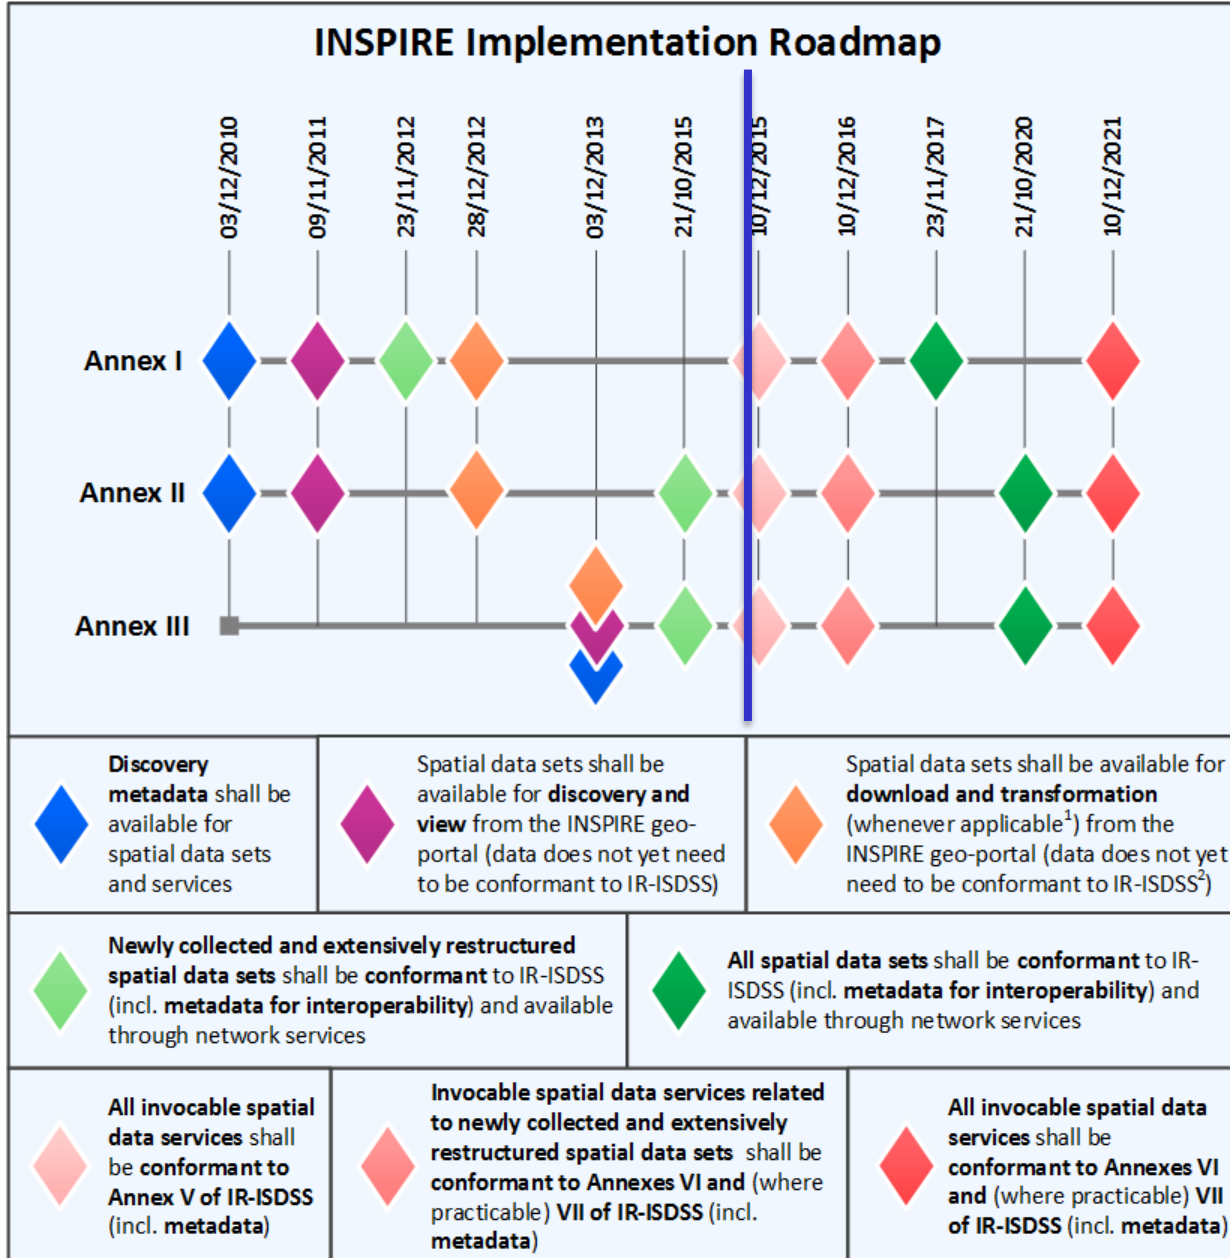 INSPIRE Implementation Roadmap
03/12/2010
09/11/2011
23/11/2012
28/12/2012
03/12/2013
21/10/2015
10/12/2015
10/12/2016
23/11/2017
21/10/2020
10/12/2021
Annex I
Annex II
Annex III
Discovery
metadata shall be
available for
spatial data sets
and services
Spatial data sets shall be
available for discovery and
view from the INSPIRE geo-
portal (data does not yet need
to be conformant to IR-ISDSS)
Spatial data sets shall be available for
download and transformation
(whenever applicable¹) from the
INSPIRE geo-portal (data does not yet
need to be conformant to IR-ISDSS²)
Newly collected and extensively restructured
spatial data sets shall be conformant to IR-ISDSS
(incl. metadata for interoperability) and available
through network services
All spatial data sets shall be conformant to IR-
ISDSS (incl. metadata for interoperability) and
available through network services
All invocable spatial
data services shall
be conformant to
Annex V of IR-ISDSS
(incl. metadata)
Invocable spatial data services related
to newly collected and extensively
restructured spatial data sets shall be
conformant to Annexes VI and (where
practicable) VII of IR-ISDSS (incl.
metadata)
All invocable spatial data
services shall be
conformant to Annexes VI
and (where practicable) VII
of IR-ISDSS (incl. metadata)